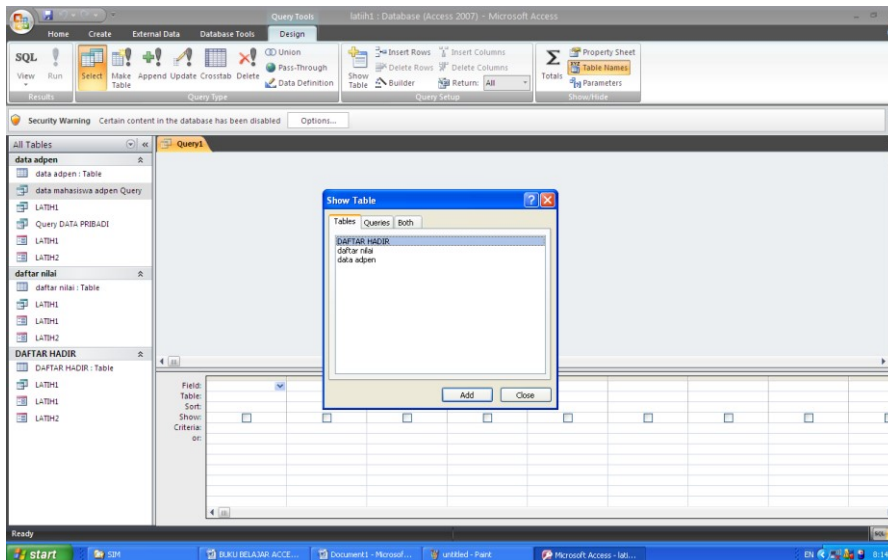 Query Tools latiih1 : Database (Access 2007) - Microsoft Access
Home Create External Data Database Tools Design
SQL View Run Select Make Table Append Update Crosstab Delete
Union
Pass-Through
Data Definition
Show Table
Insert Rows
Delete Rows
Builder
Insert Columns
Delete Columns
Return: All
Totals
Property Sheet
Table Names
Parameters
Results Query Type Query Setup Show/Hide
Security Warning Certain content in the database has been disabled Options...
All Tables
data adpen
data adpen : Table
data mahasiswa adpen Query
LATIH1
Query DATA PRIBADI
LATIH1
LATIH2
daftar nilai
daftar nilai : Table
LATIH1
LATIH1
LATIH2
DAFTAR HADIR
DAFTAR HADIR : Table
LATIH1
LATIH1
LATIH2
Query1
Show Table
Tables Queries Both
DAFTAR HADIR
daftar nilai
data adpen
Add Close
Field:
Table:
Sort:
Show:
Criteria:
or:
Ready
start SIM BUKU BELAJAR ACCE... Document1 - Microsof... untitled - Paint Microsoft Access - lati... EN